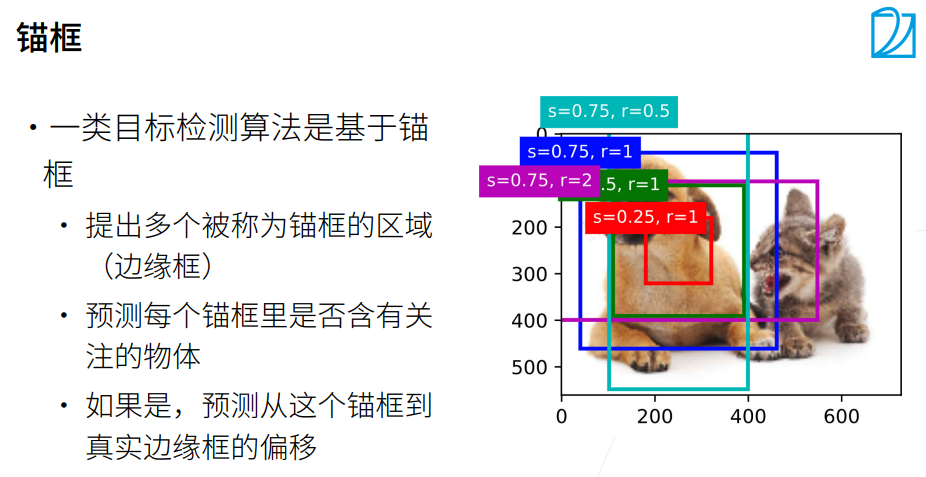 锚框
• 一类目标检测算法是基于锚
框
• 提出多个被称为锚框的区域
（边缘框）
• 预测每个锚框里是否含有关
注的物体
• 如果是，预测从这个锚框到
真实边缘框的偏移
s=0.75, r=0.5
0
s=0.75, r=1
s=0.75, r=2
.5, r=1
s=0.25, r=1
200
300
400
500
0
200
400
600